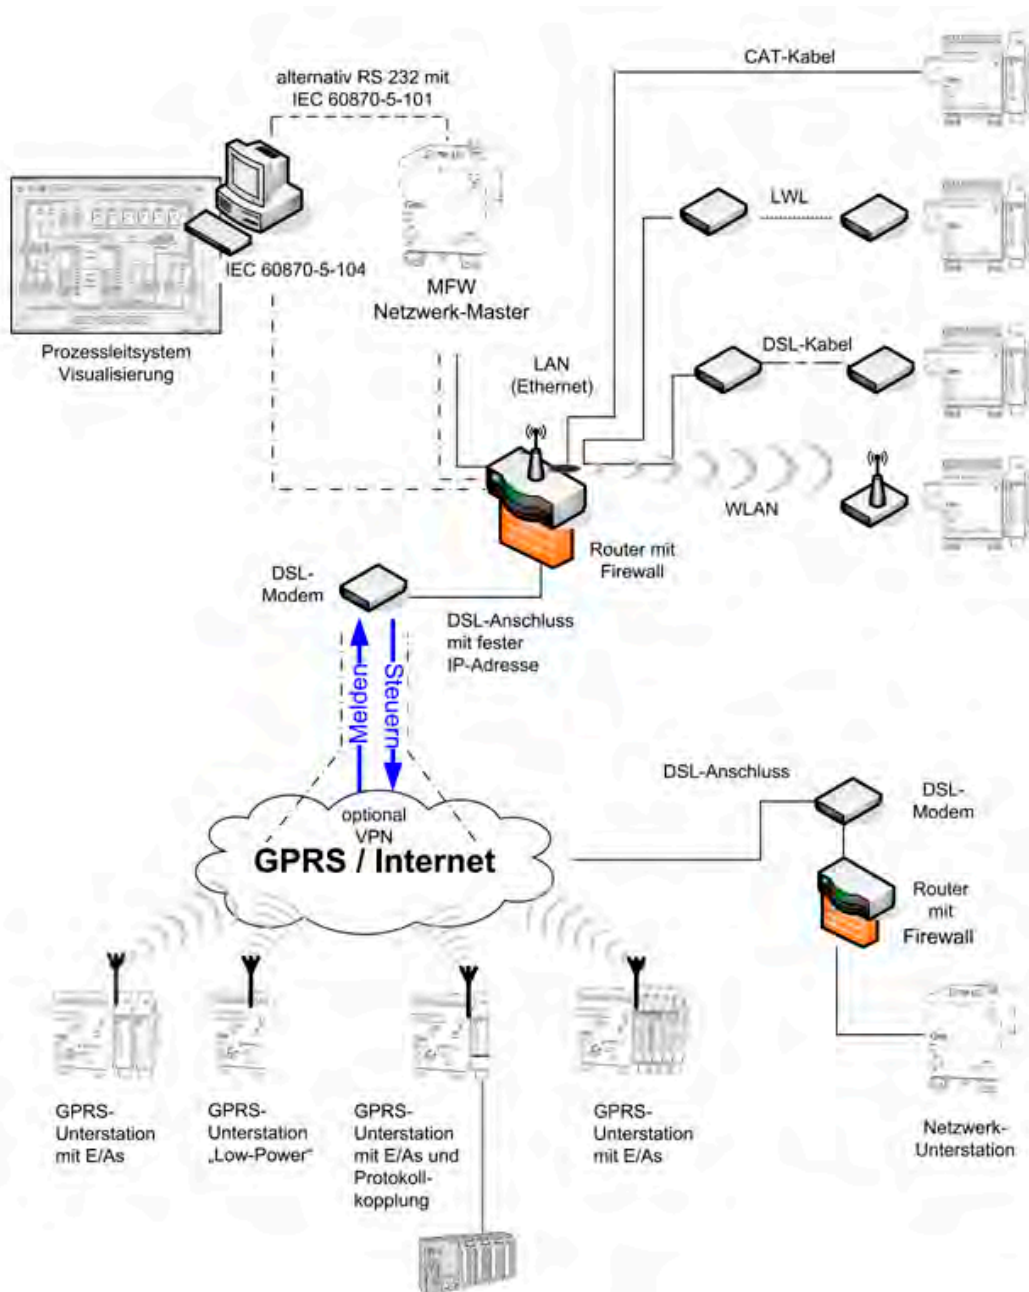 CAT-Kabel
alternativ RS 232 mit
IEC 60870-5-101
LWL
IEC 60870-5-104
MFW
Netzwerk-Master
Prozessleitsystem
Visualisierung
LAN
(Ethernet)
DSL-Kabel
WLAN
Router mit
Firewall
DSL-
Modem
DSL-Anschluss
mit fester
IP-Adresse
Melden
Steuern
DSL-Anschluss
DSL-
Modem
optional
VPN
GPRS / Internet
Router
mit
Firewall
GPRS-
Unterstation
mit E/As
GPRS-
Unterstation
„Low-Power“
GPRS-
Unterstation
mit E/As und
Protokoll-
kopplung
GPRS-
Unterstation
mit E/As
Netzwerk-
Unterstation